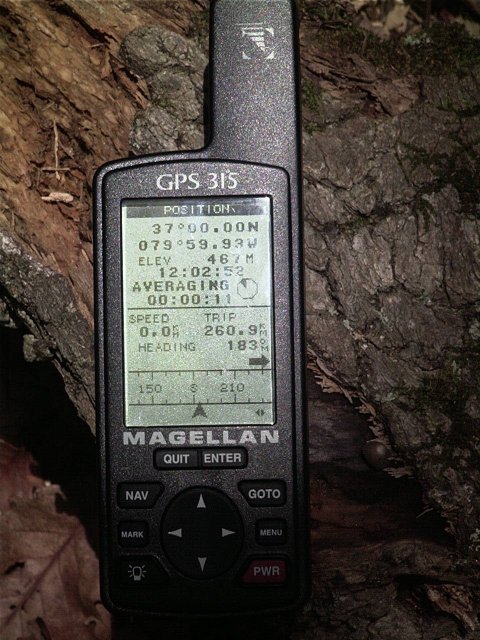 GPS 315
POSITION
37°00.00N
079°59.93W
ELEV 467M
12:02:52
AVERAGING
00:00:11
SPEED TRIP
0.0 260.9
HEADING 183°
150 S 210
MAGELLAN
QUIT ENTER
NAV GOTO
MARK MENU
PWR